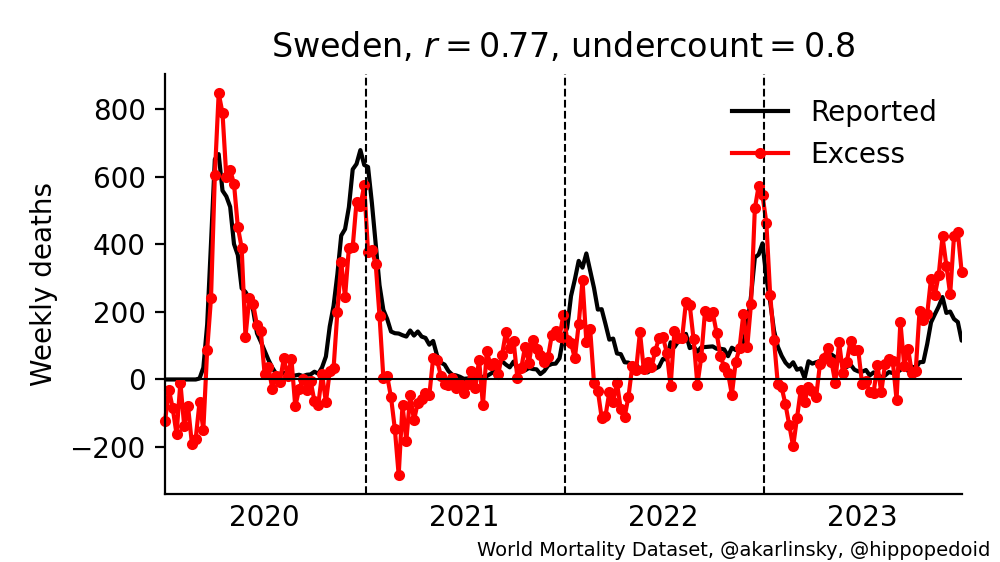 Sweden, r = 0.77, undercount = 0.8
Weekly deaths
800
600
400
200
0
−200
Reported
Excess
2020 2021 2022 2023
World Mortality Dataset, @akarlinsky, @hippopedoid